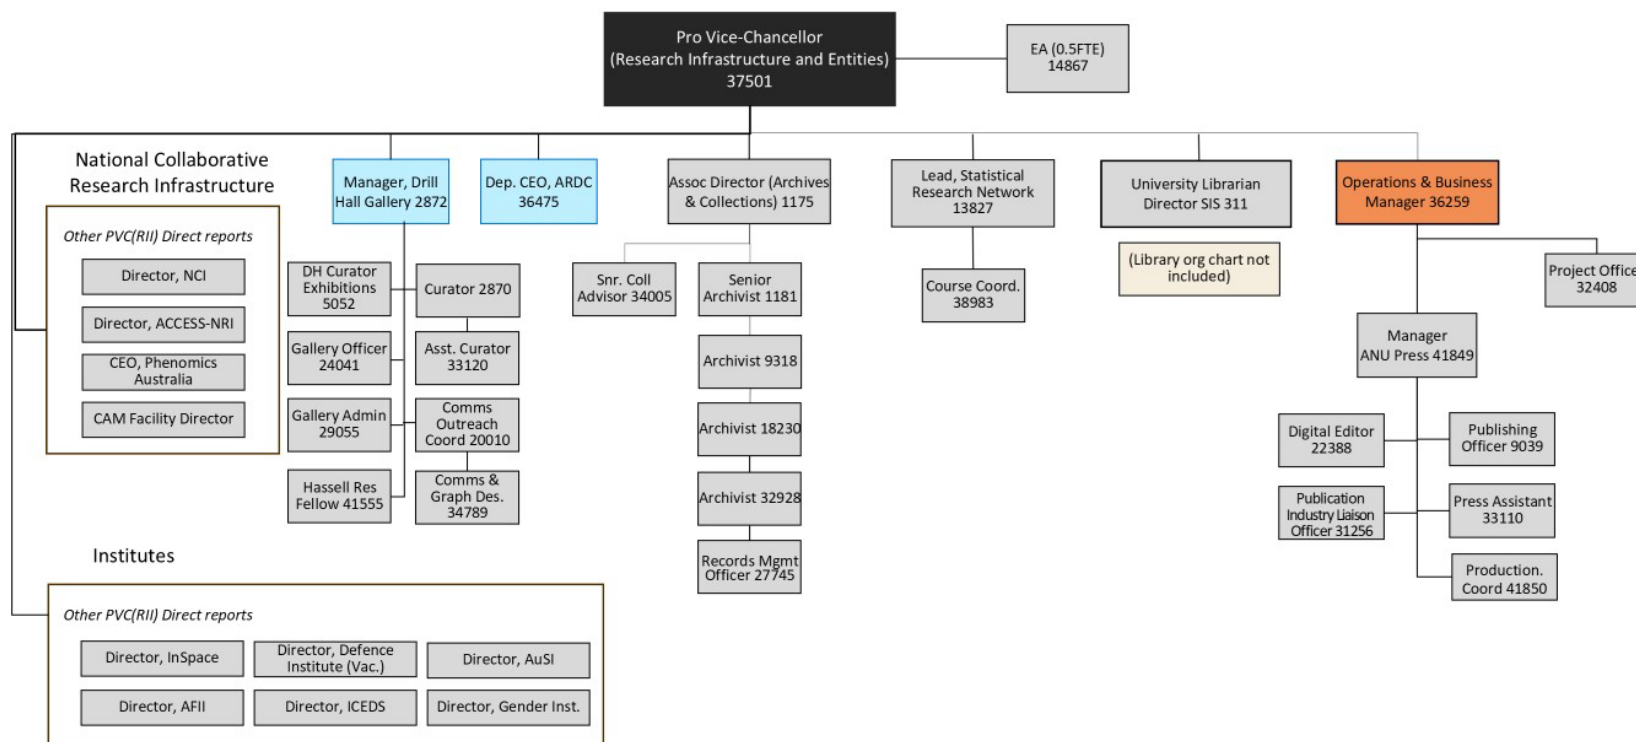 Pro Vice-Chancellor
(Research Infrastructure and Entities)
37501
EA (0.5FTE)
14867
National Collaborative
Research Infrastructure
Other PVC(RII) Direct reports
Director, NCI
Director, ACCESS-NRI
CEO, Phenomics
Australia
CAM Facility Director
Manager, Drill
Hall Gallery 2872
DH Curator
Exhibitions
5052
Curator 2870
Gallery Officer
24041
Asst. Curator
33120
Gallery Admin
29055
Comms
Outreach
Coord 20010
Hassell Res
Fellow 41555
Comms &
Graph Des.
34789
Dep. CEO, ARDC
36475
Assoc Director (Archives
& Collections) 1175
Snr. Coll
Advisor 34005
Senior
Archivist 1181
Archivist 9318
Archivist 18230
Archivist 32928
Records Mgmt
Officer 27745
Lead, Statistical
Research Network
13827
Course Coord.
38983
University Librarian
Director SIS 311
(Library org chart not
included)
Operations & Business
Manager 36259
Project Office
32408
Manager
ANU Press 41849
Digital Editor
22388
Publishing
Officer 9039
Publication
Industry Liaison
Officer 31256
Press Assistant
33110
Production.
Coord 41850
Institutes
Other PVC(RII) Direct reports
Director, InSpace
Director, Defence
Institute (Vac.)
Director, AuSI
Director, AFII
Director, ICEDS
Director, Gender Inst.